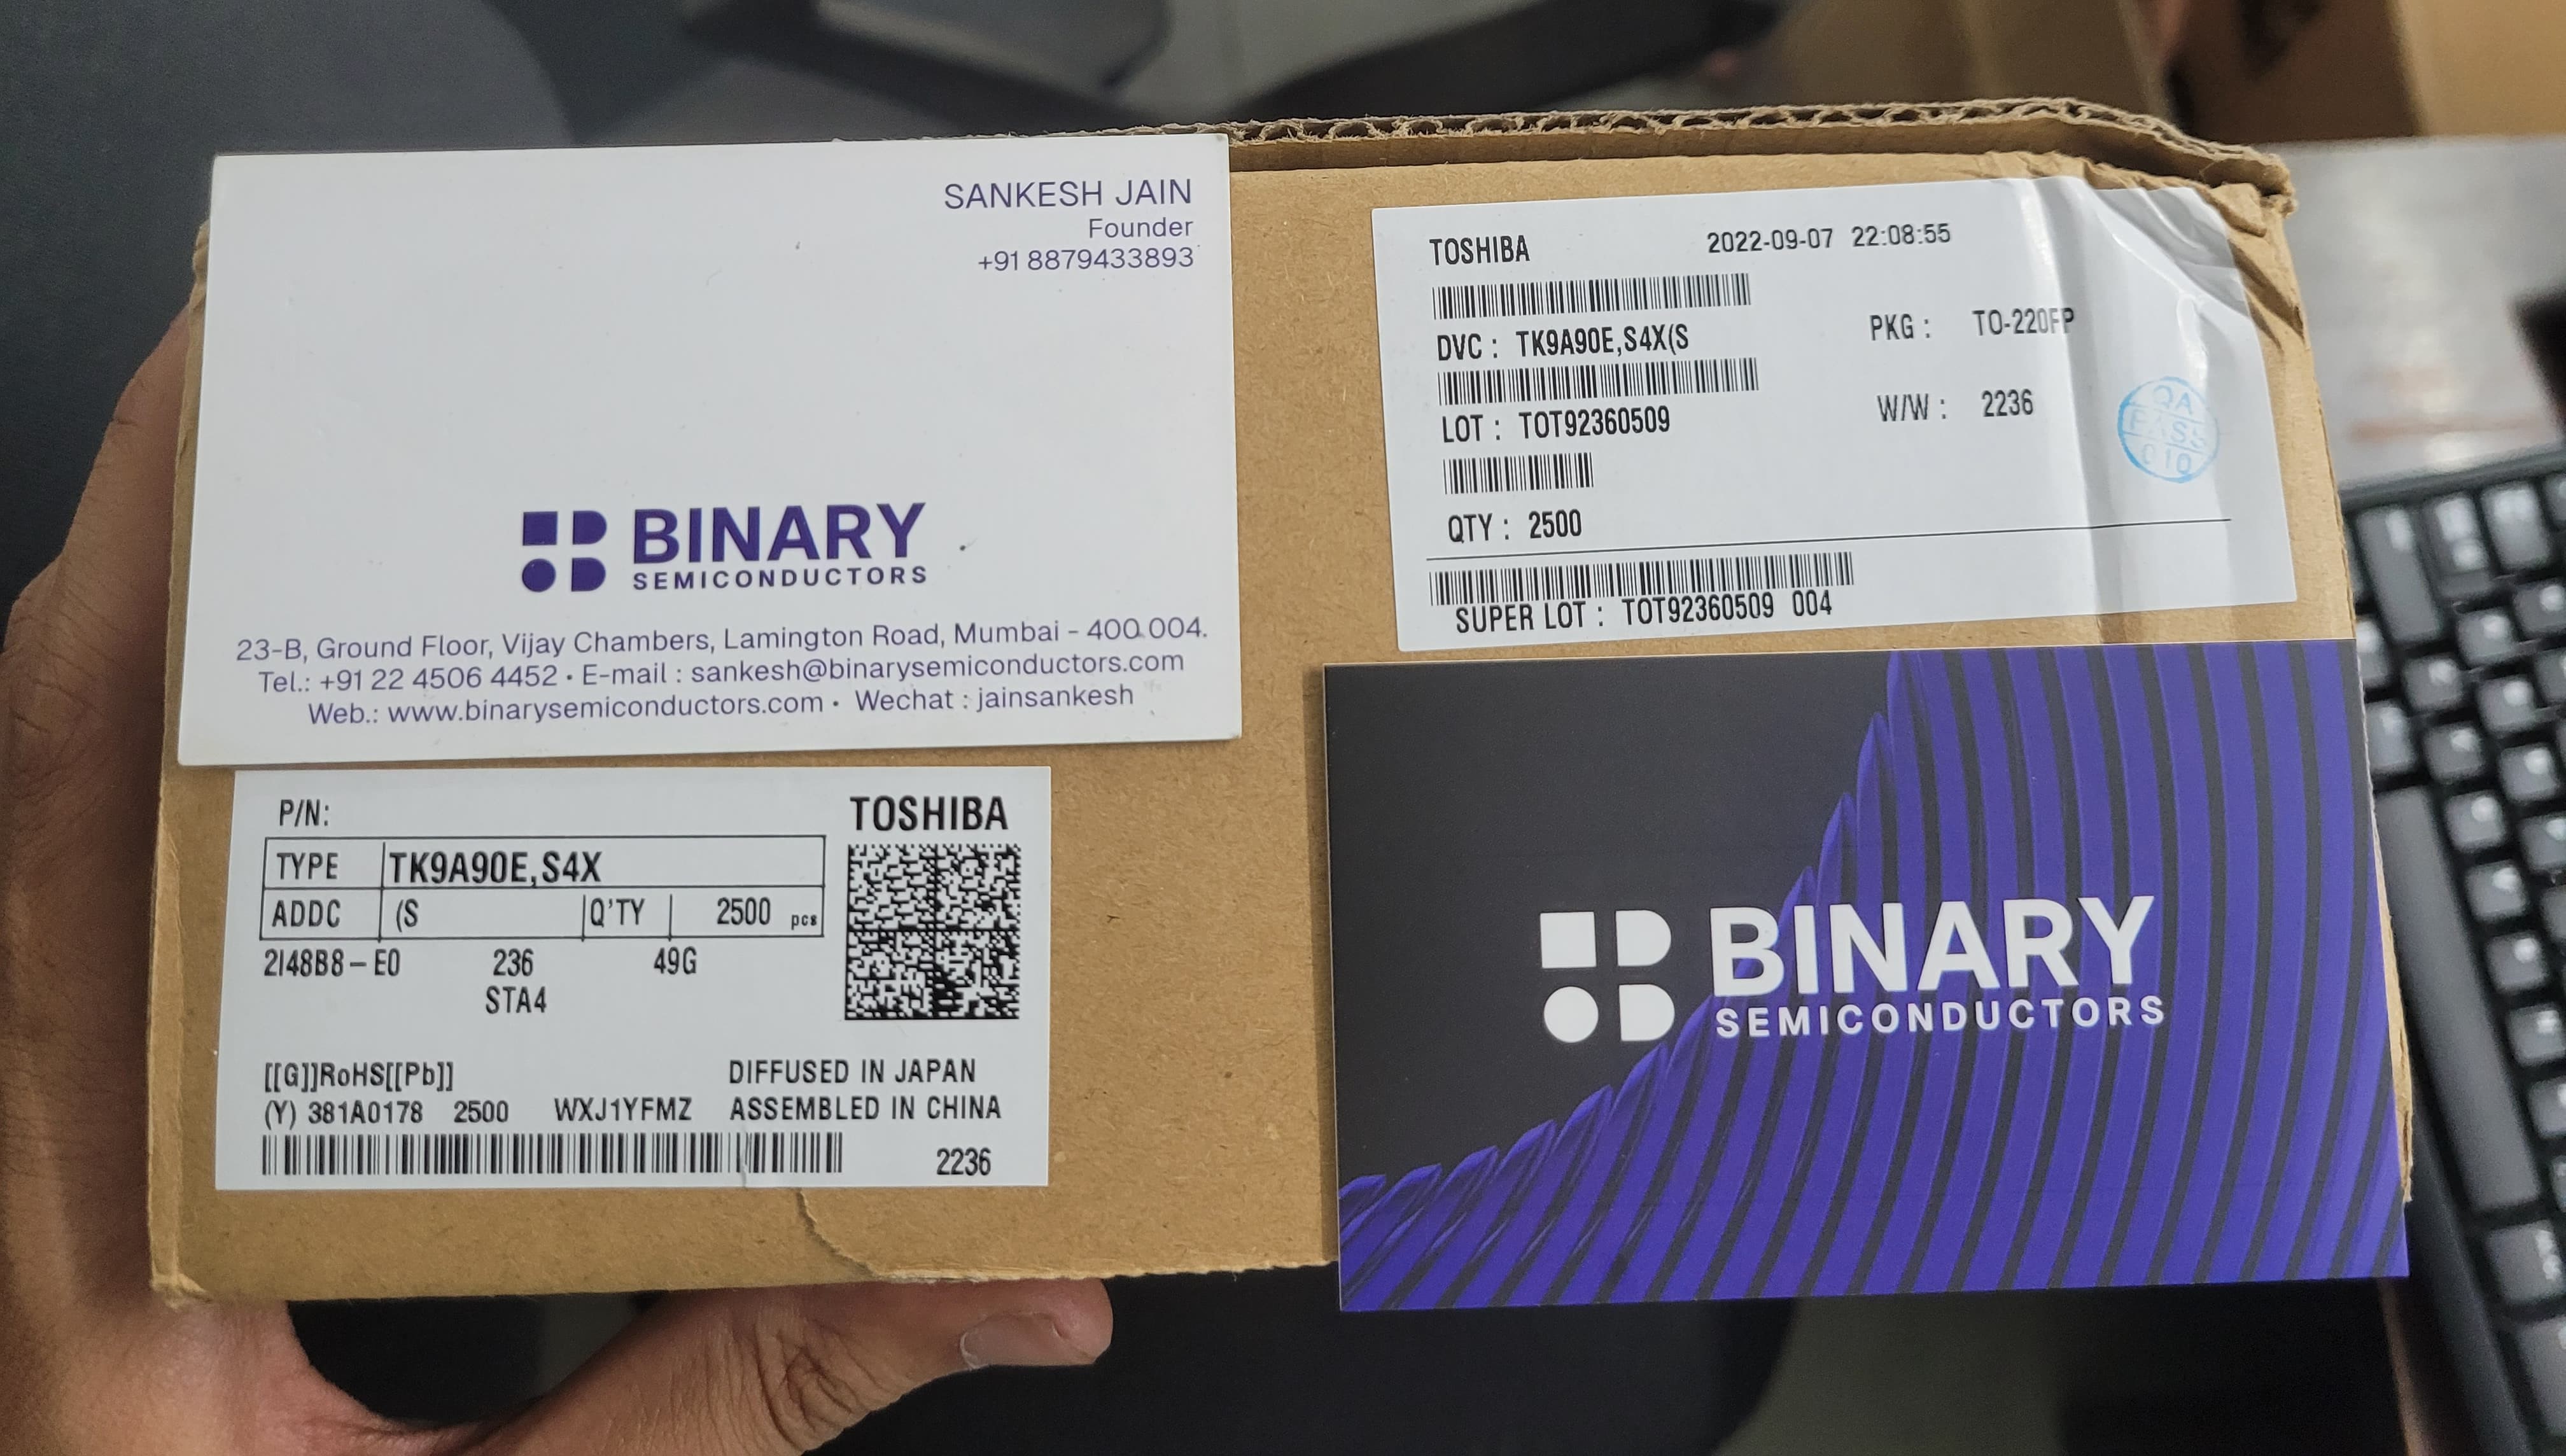 SANKESH JAIN
Founder
+91 8879433893
BINARY
SEMICONDUCTORS
23-B, Ground Floor, Vijay Chambers, Lamington Road, Mumbai - 400 004.
Tel.: +91 22 4506 4452 • E-mail : sankesh@binarysemiconductors.com
Web.: www.binarysemiconductors.com • Wechat : jainsankesh
TOSHIBA 2022-09-07 22:08:55
DVC : TK9A90E,S4X(S PKG : TO-220FP
LOT : TOT92360509 W/W : 2236
QA
PASS
010
QTY : 2500
SUPER LOT : TOT92360509 004
P/N: TOSHIBA
TYPE TK9A90E,S4X
ADDC (S Q'TY 2500 pcs
2I48B8-E0 236 49G
STA4
[[G]]RoHS[[Pb]] DIFFUSED IN JAPAN
(Y) 381A0178 2500 WXJ1YFMZ ASSEMBLED IN CHINA
2236
BINARY
SEMICONDUCTORS